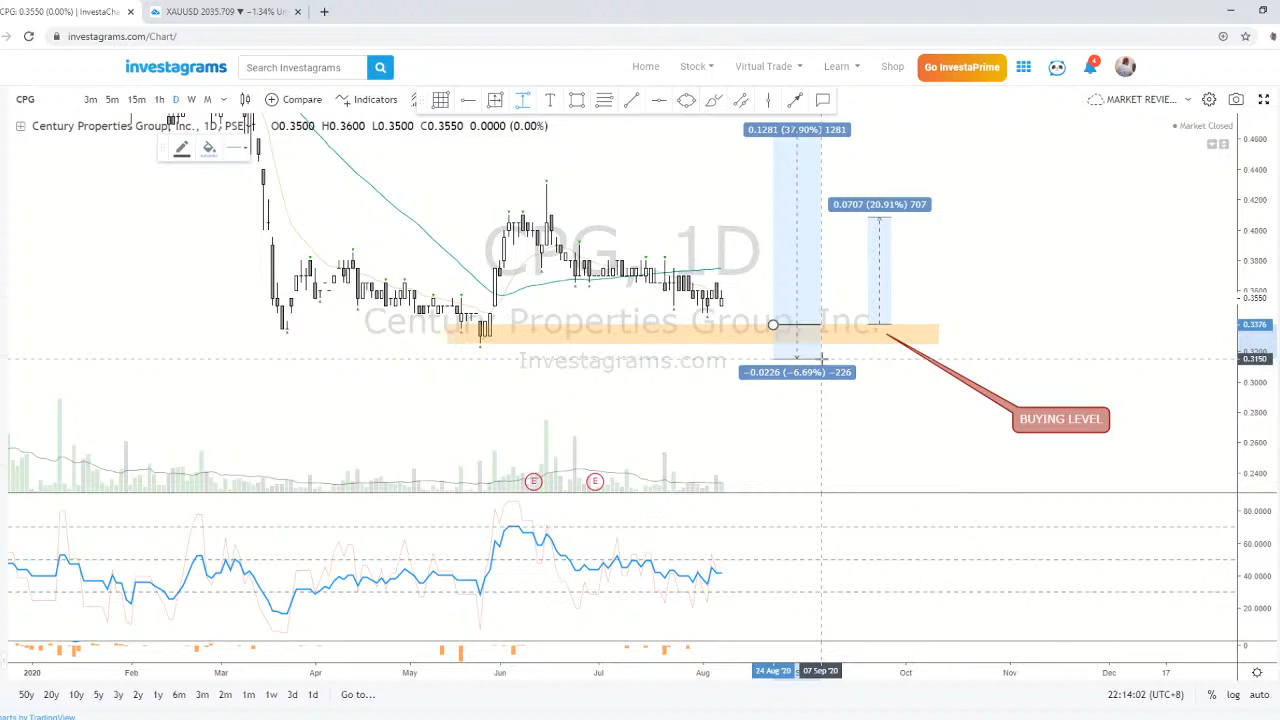 CPG: 0.3550 (0.00%) | InvestaCha
XAUUSD 2035.709 ▼ −1.34% Un
investagrams.com/Chart/
investagrams
Search Investagrams
Home
Stock
Virtual Trade
Learn
Shop
Go InvestaPrime
4
CPG
3m 5m 15m 1h D W M
Compare
Indicators
MARKET REVIE...
Century Properties Group, Inc., 1D, PSE
O0.3500 H0.3600 L0.3500 C0.3550 0.0000 (0.00%)
Market Closed
0.1281 (37.90%) 1281
0.0707 (20.91%) 707
CPG, 1D
Century Properties Group, Inc.
Investagrams.com
−0.0226 (−6.69%) −226
BUYING LEVEL
0.4600
0.4400
0.4200
0.4000
0.3800
0.3600
0.3550
0.3376
0.3200
0.3150
0.3000
0.2800
0.2600
0.2400
E
E
80.0000
60.0000
40.0000
20.0000
0
2020 Feb Mar Apr May Jun Jul Aug 24 Aug '20 07 Sep '20 Oct Nov Dec 17
50y 20y 10y 5y 3y 2y 1y 6m 3m 2m 1m 1w 3d 1d Go to...
22:14:02 (UTC+8) % log auto
arts by TradingView